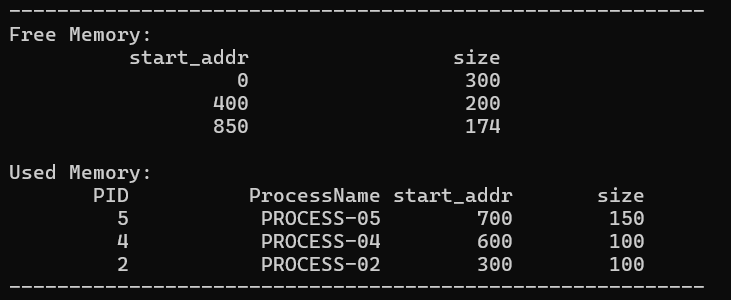 ----------------------------------------------------------
Free Memory:
          start_addr                 size
                   0                  300
                 400                  200
                 850                  174

Used Memory:
       PID          ProcessName start_addr       size
         5           PROCESS-05        700        150
         4           PROCESS-04        600        100
         2           PROCESS-02        300        100
----------------------------------------------------------